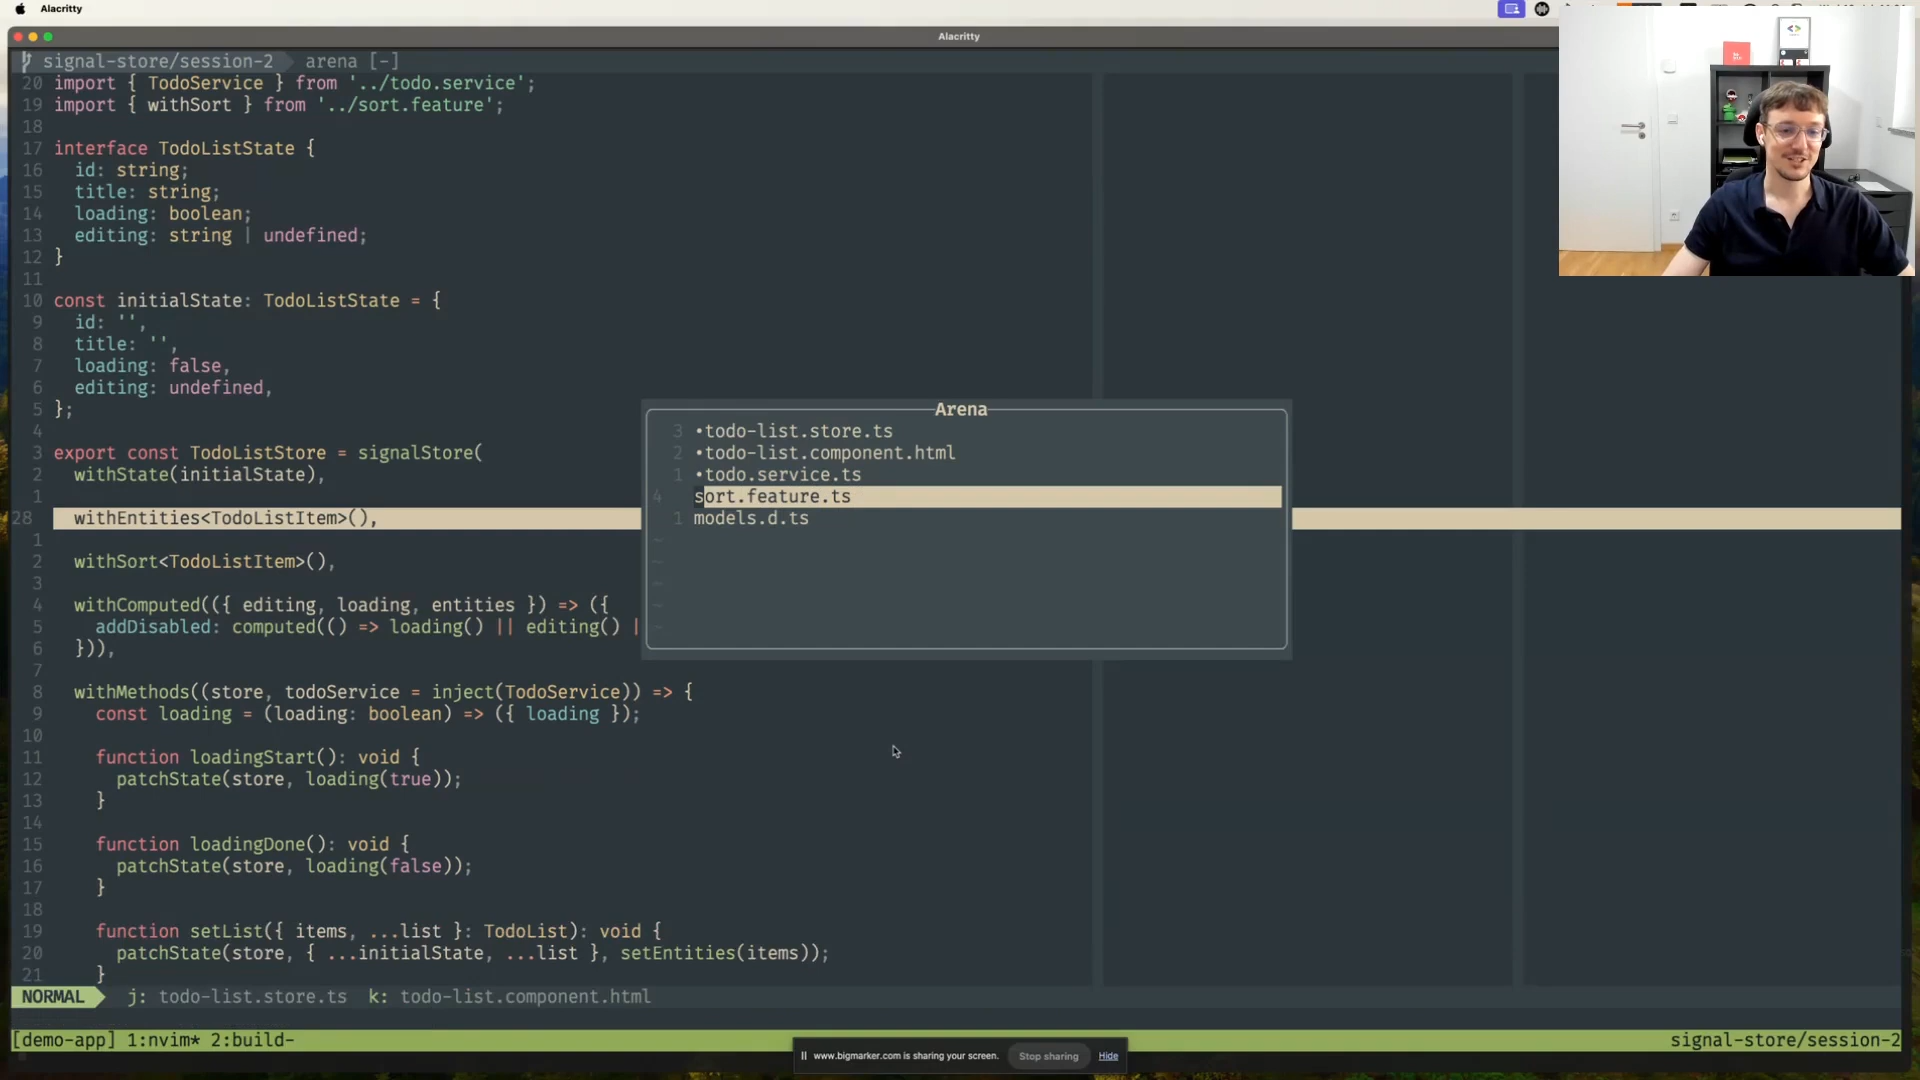 Alacritty
Alacritty
signal-store/session-2 arena [-]
20 import { TodoService } from '../todo.service';
19 import { withSort } from '../sort.feature';
18
17 interface TodoListState {
16 id: string;
15 title: string;
14 loading: boolean;
13 editing: string | undefined;
12 }
11
10 const initialState: TodoListState = {
9 id: '',
8 title: '',
7 loading: false,
6 editing: undefined,
5 };
4
3 export const TodoListStore = signalStore(
2 withState(initialState),
1
28 withEntities<TodoListItem>(),
1
2 withSort<TodoListItem>(),
3
4 withComputed(({ editing, loading, entities }) => ({
5 addDisabled: computed(() => loading() || editing() |
6 })),
7
8 withMethods((store, todoService = inject(TodoService)) => {
9 const loading = (loading: boolean) => ({ loading });
10
11 function loadingStart(): void {
12 patchState(store, loading(true));
13 }
14
15 function loadingDone(): void {
16 patchState(store, loading(false));
17 }
18
19 function setList({ items, ...list }: TodoList): void {
20 patchState(store, { ...initialState, ...list }, setEntities(items));
21 }
Arena
3 •todo-list.store.ts
2 •todo-list.component.html
1 •todo.service.ts
4 sort.feature.ts
1 models.d.ts
~
~
~
~
~
NORMAL j: todo-list.store.ts k: todo-list.component.html
[demo-app] 1:nvim* 2:build- signal-store/session-2
www.bigmarker.com is sharing your screen. Stop sharing Hide